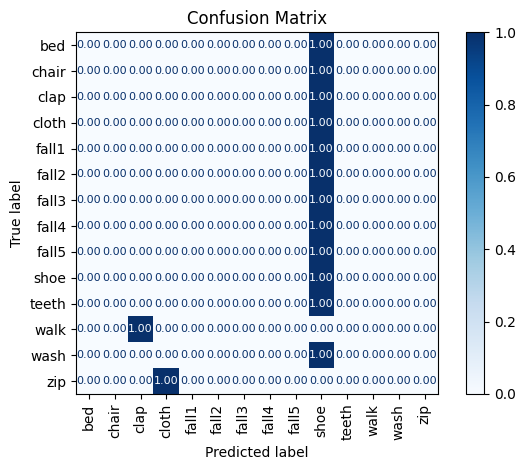 Confusion Matrix
bed 0.00 0.00 0.00 0.00 0.00 0.00 0.00 0.00 0.00 1.00 0.00 0.00 0.00 0.00
chair 0.00 0.00 0.00 0.00 0.00 0.00 0.00 0.00 0.00 1.00 0.00 0.00 0.00 0.00
clap 0.00 0.00 0.00 0.00 0.00 0.00 0.00 0.00 0.00 1.00 0.00 0.00 0.00 0.00
cloth 0.00 0.00 0.00 0.00 0.00 0.00 0.00 0.00 0.00 1.00 0.00 0.00 0.00 0.00
fall1 0.00 0.00 0.00 0.00 0.00 0.00 0.00 0.00 0.00 1.00 0.00 0.00 0.00 0.00
fall2 0.00 0.00 0.00 0.00 0.00 0.00 0.00 0.00 0.00 1.00 0.00 0.00 0.00 0.00
fall3 0.00 0.00 0.00 0.00 0.00 0.00 0.00 0.00 0.00 1.00 0.00 0.00 0.00 0.00
fall4 0.00 0.00 0.00 0.00 0.00 0.00 0.00 0.00 0.00 1.00 0.00 0.00 0.00 0.00
fall5 0.00 0.00 0.00 0.00 0.00 0.00 0.00 0.00 0.00 1.00 0.00 0.00 0.00 0.00
shoe 0.00 0.00 0.00 0.00 0.00 0.00 0.00 0.00 0.00 1.00 0.00 0.00 0.00 0.00
teeth 0.00 0.00 0.00 0.00 0.00 0.00 0.00 0.00 0.00 1.00 0.00 0.00 0.00 0.00
walk 0.00 0.00 1.00 0.00 0.00 0.00 0.00 0.00 0.00 0.00 0.00 0.00 0.00 0.00
wash 0.00 0.00 0.00 0.00 0.00 0.00 0.00 0.00 0.00 1.00 0.00 0.00 0.00 0.00
zip 0.00 0.00 0.00 1.00 0.00 0.00 0.00 0.00 0.00 0.00 0.00 0.00 0.00 0.00
True label
bed chair clap cloth fall1 fall2 fall3 fall4 fall5 shoe teeth walk wash zip
Predicted label
1.0
0.8
0.6
0.4
0.2
0.0